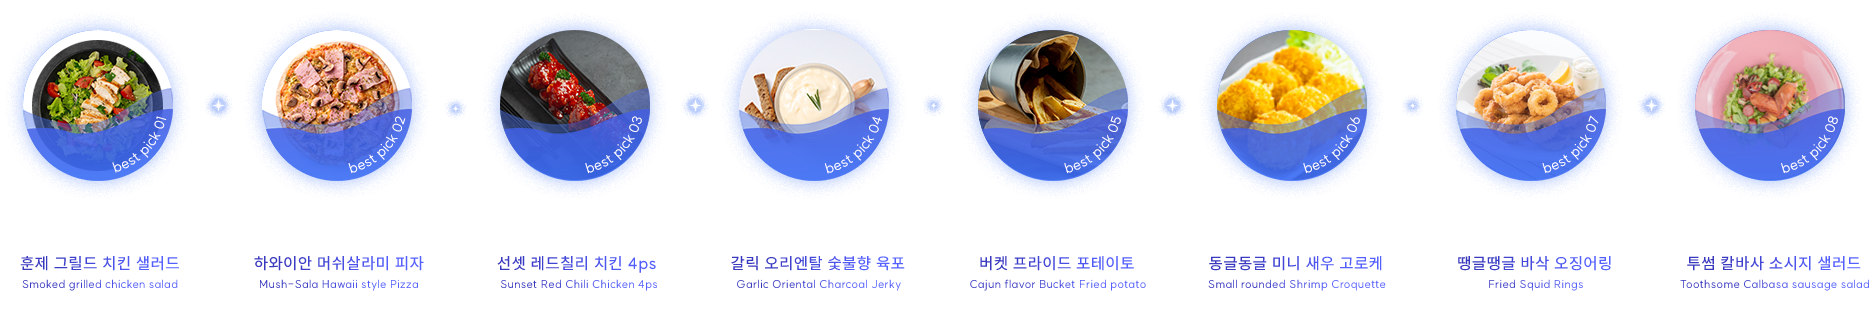 best pick 01
best pick 02
best pick 03
best pick 04
best pick 05
best pick 06
best pick 07
best pick 08
훈제 그릴드 치킨 샐러드
Smoked grilled chicken salad
하와이안 머쉬살라미 피자
Mush-Sala Hawaii style Pizza
선셋 레드칠리 치킨 4ps
Sunset Red Chili Chicken 4ps
갈릭 오리엔탈 숯불향 육포
Garlic Oriental Charcoal Jerky
버켓 프라이드 포테이토
Cajun flavor Bucket Fried potato
동글동글 미니 새우 고로케
Small rounded Shrimp Croquette
땡글땡글 바삭 오징어링
Fried Squid Rings
투썸 칼바사 소시지 샐러드
Toothsome Calbasa sausage salad